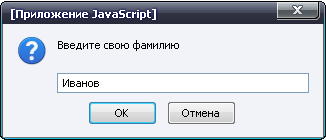 [Приложение JavaScript]
Введите свою фамилию
Иванов
OK
Отмена